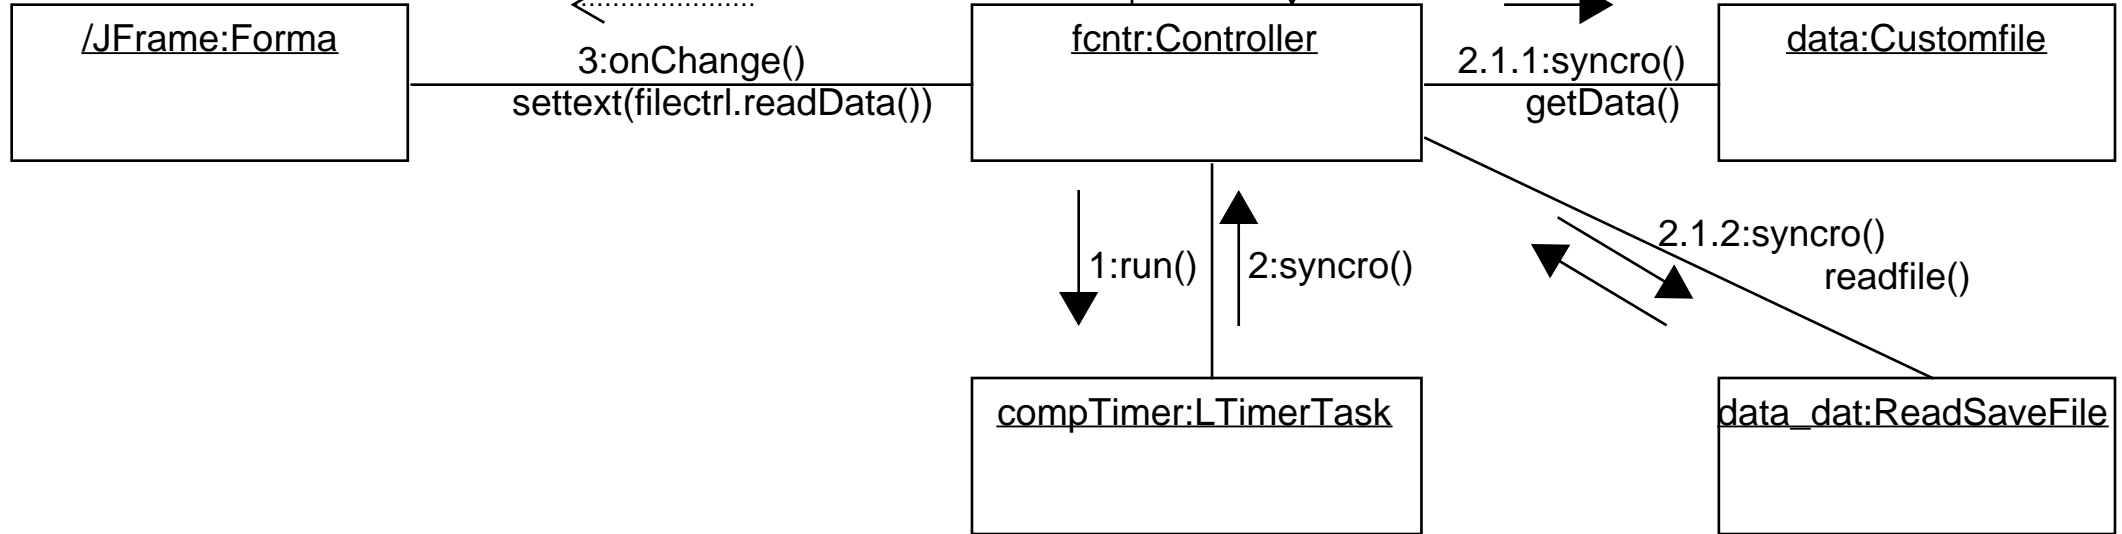 /JFrame:Forma
fcntr:Controller
data:Customfile
3:onChange()
settext(filectrl.readData())
2.1.1:syncro()
getData()
1:run()
2:syncro()
2.1.2:syncro()
readfile()
compTimer:LTimerTask
data_dat:ReadSaveFile